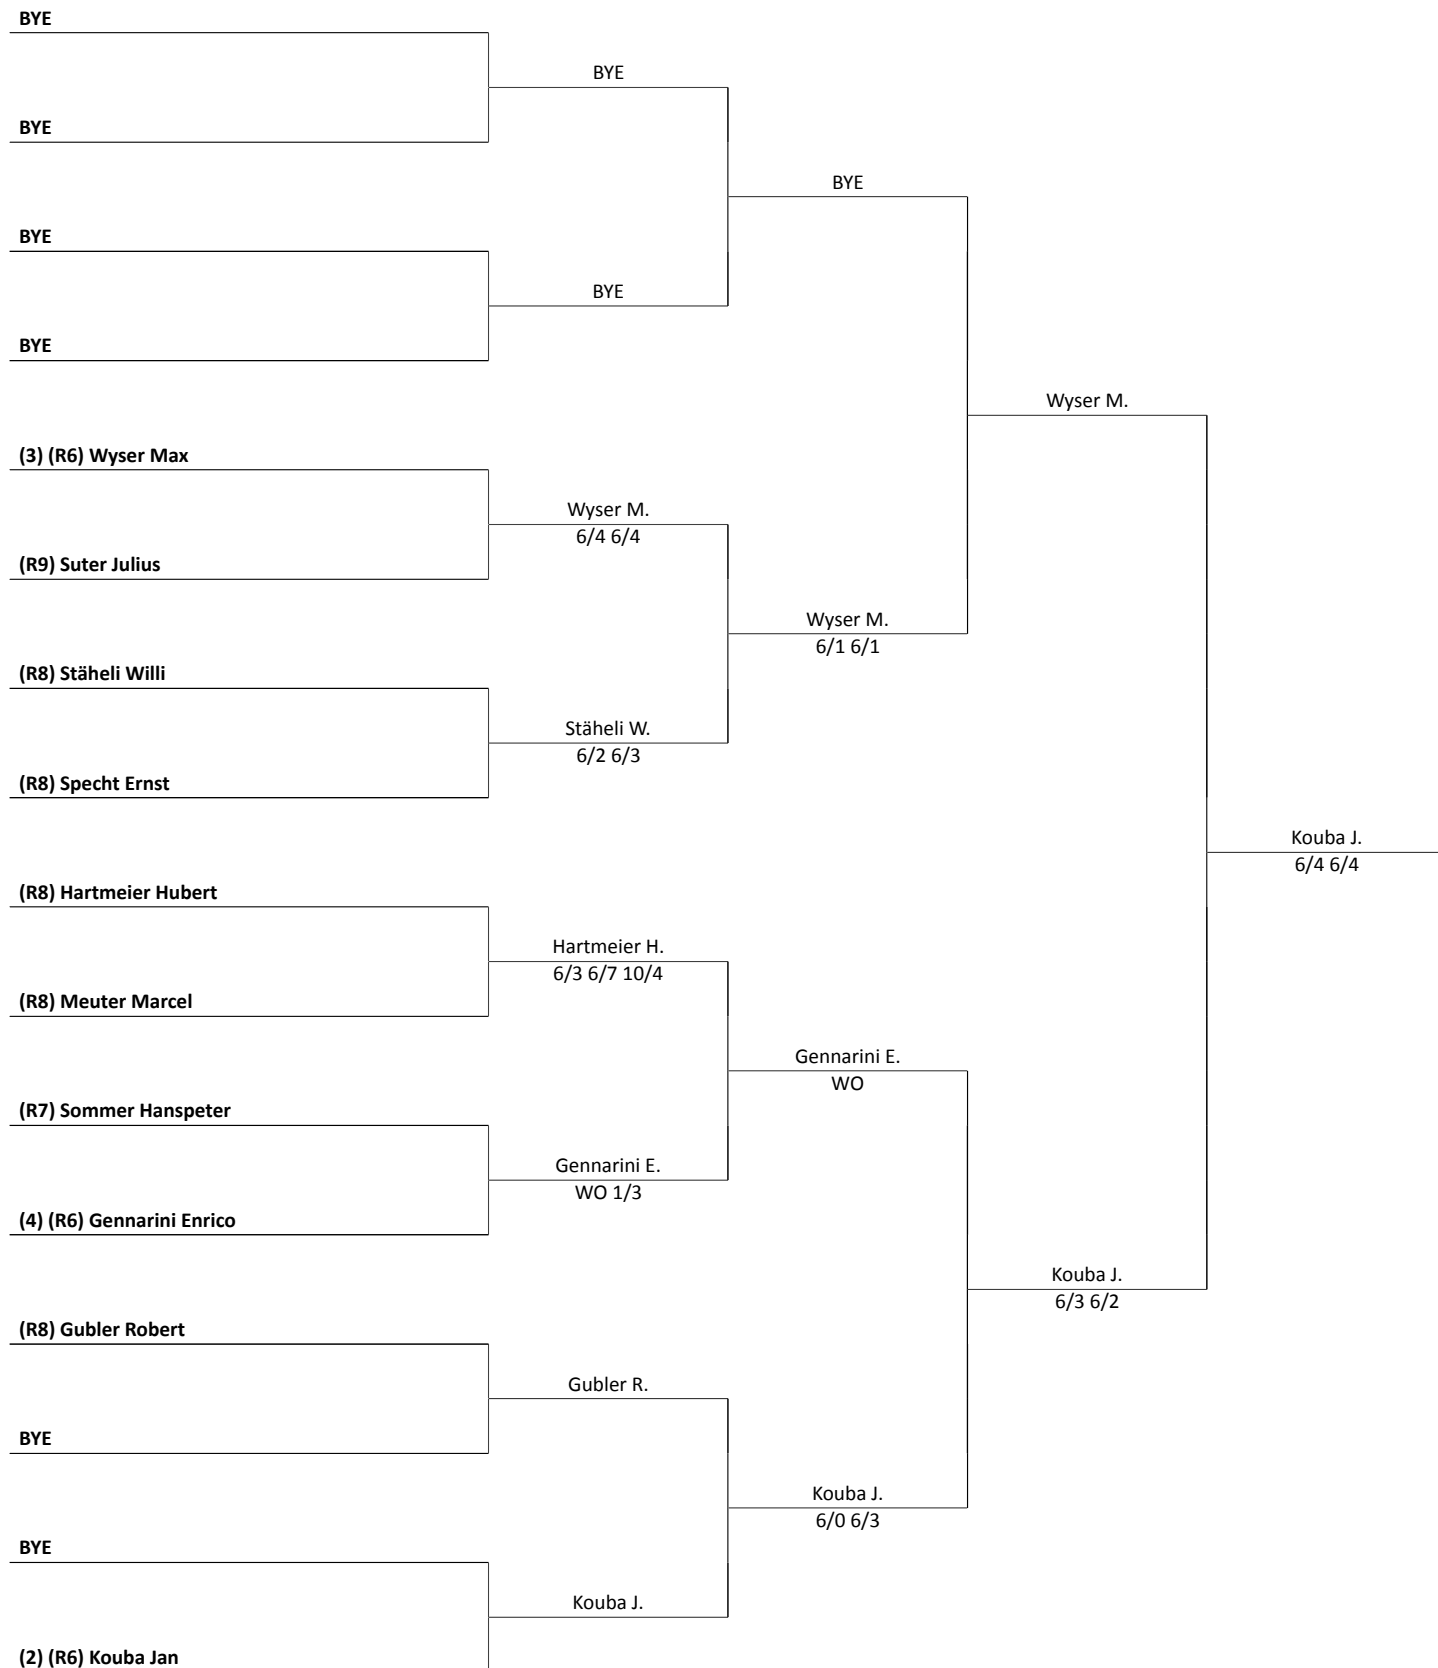 BYE
BYE
BYE
BYE
BYE
BYE
BYE
Wyser M.
(3) (R6) Wyser Max
Wyser M.
6/4 6/4
(R9) Suter Julius
Wyser M.
6/1 6/1
(R8) Stäheli Willi
Stäheli W.
6/2 6/3
(R8) Specht Ernst
Kouba J.
6/4 6/4
(R8) Hartmeier Hubert
Hartmeier H.
6/3 6/7 10/4
(R8) Meuter Marcel
Gennarini E.
WO
(R7) Sommer Hanspeter
Gennarini E.
WO 1/3
(4) (R6) Gennarini Enrico
Kouba J.
6/3 6/2
(R8) Gubler Robert
Gubler R.
BYE
Kouba J.
6/0 6/3
BYE
Kouba J.
(2) (R6) Kouba Jan